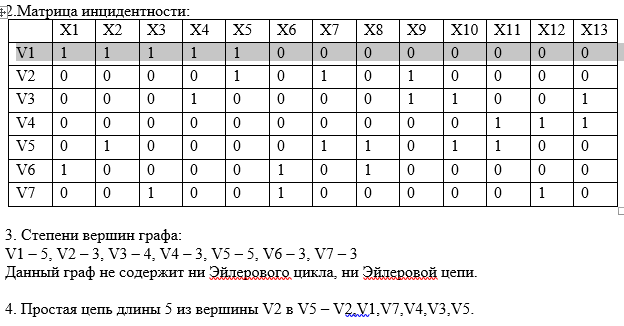 2.Матрица инцидентности:
X1 X2 X3 X4 X5 X6 X7 X8 X9 X10 X11 X12 X13
V1 1 1 1 1 1 0 0 0 0 0 0 0 0
V2 0 0 0 0 1 0 1 0 1 0 0 0 0
V3 0 0 0 1 0 0 0 0 1 1 0 0 1
V4 0 0 0 0 0 0 0 0 0 0 1 1 1
V5 0 1 0 0 0 0 1 1 0 1 1 0 0
V6 1 0 0 0 0 1 0 1 0 0 0 0 0
V7 0 0 1 0 0 1 0 0 0 0 0 1 0
3. Степени вершин графа:
V1 – 5, V2 – 3, V3 – 4, V4 – 3, V5 – 5, V6 – 3, V7 – 3
Данный граф не содержит ни Эйлерового цикла, ни Эйлеровой цепи.
4. Простая цепь длины 5 из вершины V2 в V5 – V2,V1,V7,V4,V3,V5.